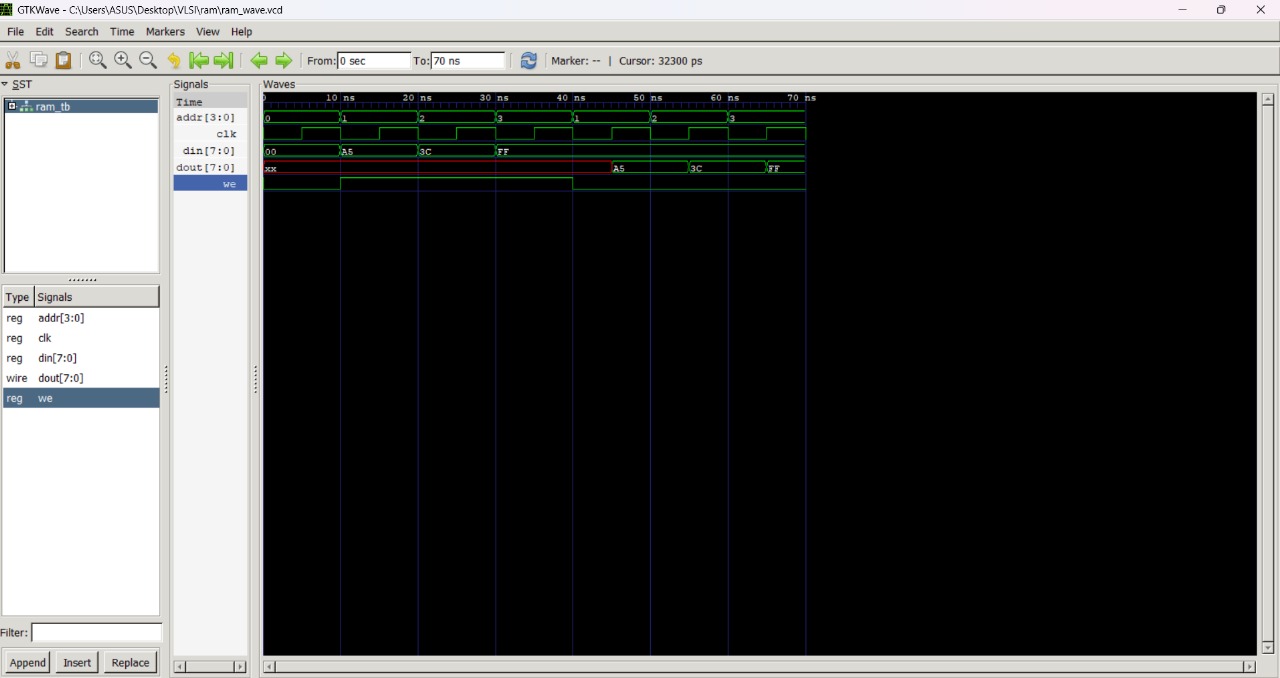 GTKWave - C:\Users\ASUS\Desktop\VLSI\ram\ram_wave.vcd
File Edit Search Time Markers View Help
From: 0 sec To: 70 ns Marker: -- | Cursor: 32300 ps
SST
ram_tb
Type Signals
reg addr[3:0]
reg clk
reg din[7:0]
wire dout[7:0]
reg we
Filter:
Append Insert Replace
Signals
Time
addr[3:0]
clk
din[7:0]
dout[7:0]
we
Waves
0 10 ns 20 ns 30 ns 40 ns 50 ns 60 ns 70 ns
0 1 2 3 1 2 3
00 A5 3C FF
xx A5 3C FF